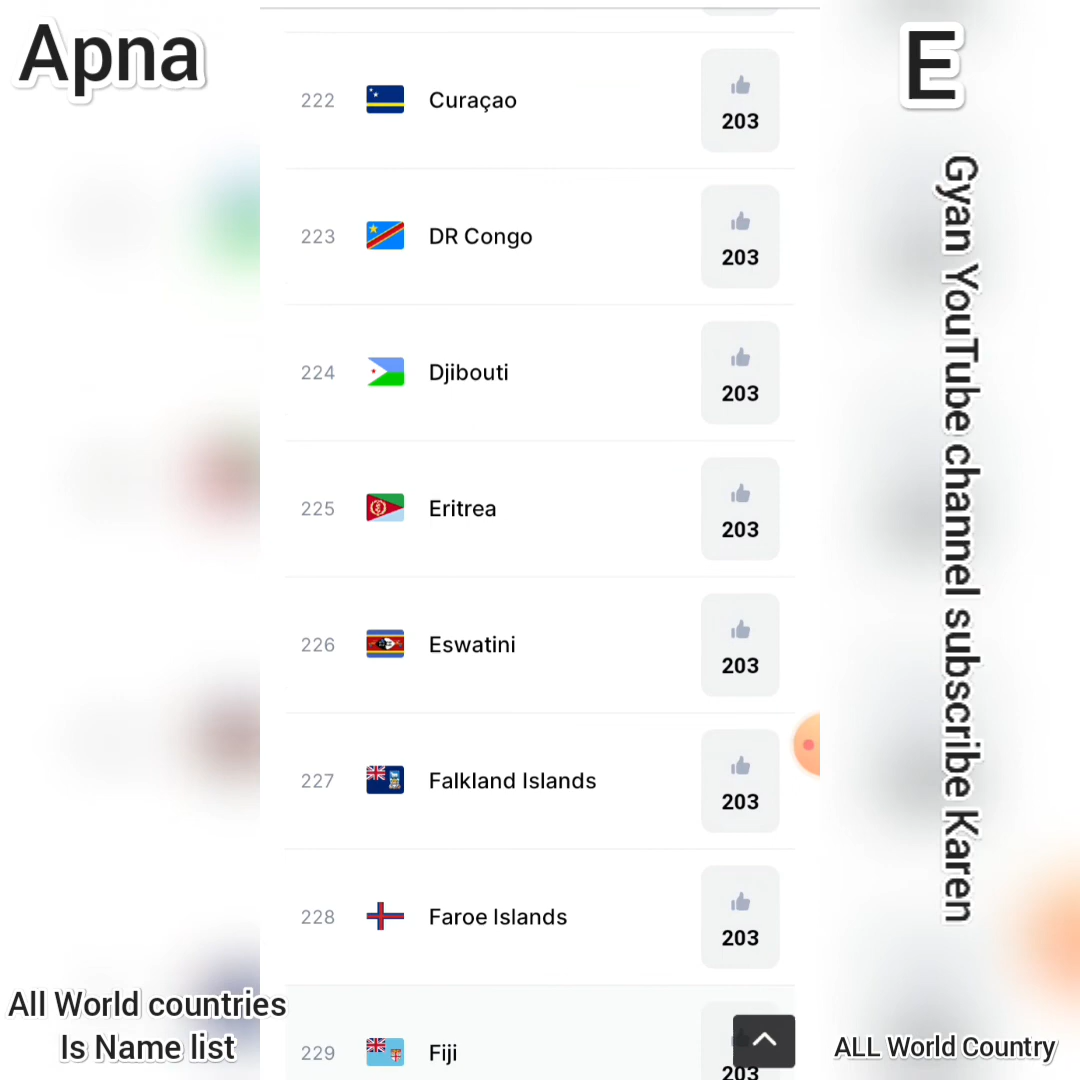 Apna
E
Gyan YouTube channel subscribe Karen
222 Curaçao 203
223 DR Congo 203
224 Djibouti 203
225 Eritrea 203
226 Eswatini 203
227 Falkland Islands 203
228 Faroe Islands 203
229 Fiji 203
All World countries
Is Name list
ALL World Country